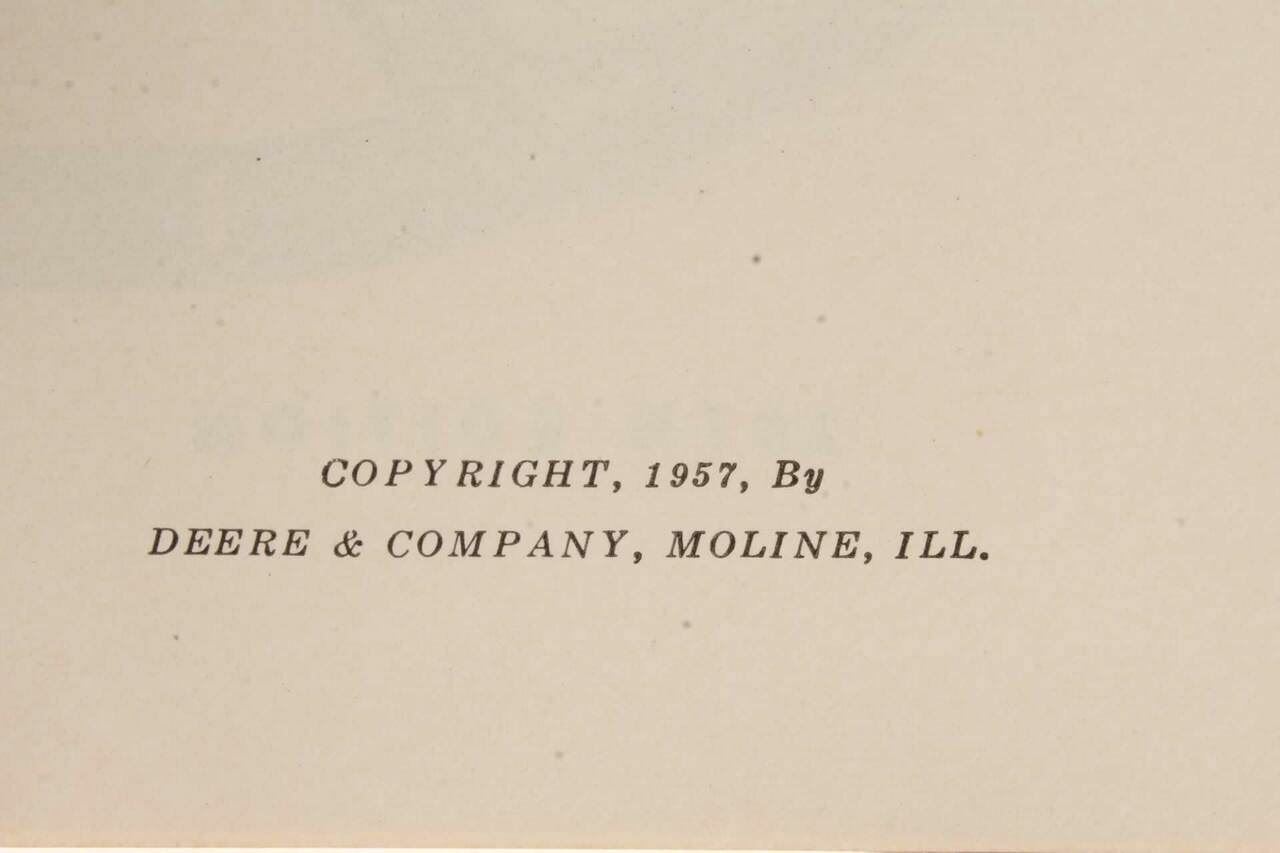 COPYRIGHT, 1957, By
DEERE & COMPANY, MOLINE, ILL.